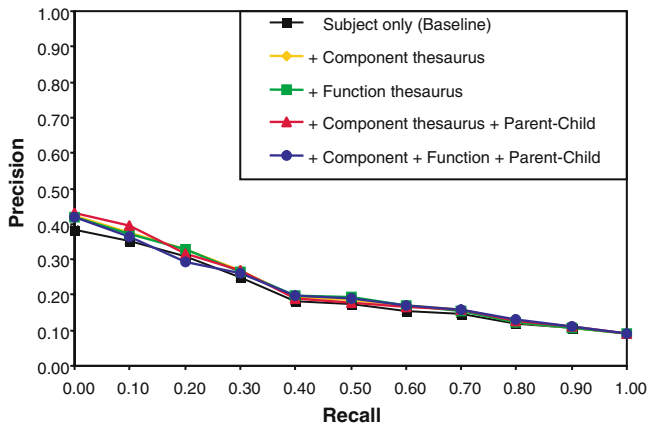 1.00
0.90
0.80
0.70
0.60
0.50
0.40
0.30
0.20
0.10
0.00
Precision
Subject only (Baseline)
+ Component thesaurus
+ Function thesaurus
+ Component thesaurus + Parent-Child
+ Component + Function + Parent-Child
0.00 0.10 0.20 0.30 0.40 0.50 0.60 0.70 0.80 0.90 1.00
Recall